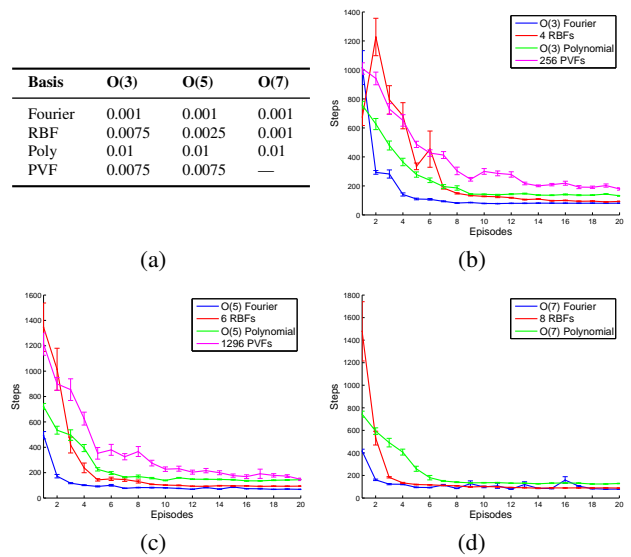 Basis O(3) O(5) O(7)
Fourier 0.001 0.001 0.001
RBF 0.0075 0.0025 0.001
Poly 0.01 0.01 0.01
PVF 0.0075 0.0075 —
(a)
1400
1200
1000
800
600
400
200
0
Steps
2 4 6 8 10 12 14 16 18 20
Episodes
O(3) Fourier
4 RBFs
O(3) Polynomial
256 PVFs
(b)
1600
1400
1200
1000
800
600
400
200
0
Steps
2 4 6 8 10 12 14 16 18 20
Episodes
O(5) Fourier
6 RBFs
O(5) Polynomial
1296 PVFs
(c)
1800
1600
1400
1200
1000
800
600
400
200
0
Steps
2 4 6 8 10 12 14 16 18 20
Episodes
O(7) Fourier
8 RBFs
O(7) Polynomial
(d)